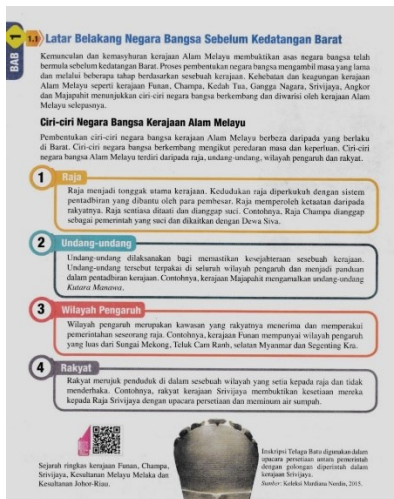 BAB 1
1.1 Latar Belakang Negara Bangsa Sebelum Kedatangan Barat
Kemunculan dan kemasyhuran kerajaan Alam Melayu membuktikan asas negara bangsa telah
bermula sebelum kedatangan Barat. Proses pembentukan negara bangsa mengambil masa yang lama
dan melalui beberapa tahap berdasarkan sesebuah kerajaan. Kehebatan dan keagungan kerajaan
Alam Melayu seperti kerajaan Funan, Champa, Kedah Tua, Gangga Nagara, Srivijaya, Angkor
dan Majapahit menunjukkan ciri-ciri negara bangsa berkembang dan diwarisi oleh kerajaan Alam
Melayu selepasnya.
Ciri-ciri Negara Bangsa Kerajaan Alam Melayu
Pembentukan ciri-ciri negara bangsa kerajaan Alam Melayu berbeza daripada yang berlaku
di Barat. Ciri-ciri negara bangsa berkembang mengikut peredaran masa dan keperluan. Ciri-ciri
negara bangsa Alam Melayu terdiri daripada raja, undang-undang, wilayah pengaruh dan rakyat.
1 Raja
Raja menjadi tonggak utama kerajaan. Kedudukan raja diperkukuh dengan sistem
pentadbiran yang dibantu oleh para pembesar. Raja memperoleh ketaatan daripada
rakyatnya. Raja sentiasa ditaati dan dianggap suci. Contohnya, Raja Champa dianggap
sebagai pemerintah yang suci dan dikaitkan dengan Dewa Siva.
2 Undang-undang
Undang-undang dilaksanakan bagi memastikan kesejahteraan sesebuah kerajaan.
Undang-undang tersebut terpakai di seluruh wilayah pengaruh dan menjadi panduan
dalam pentadbiran kerajaan. Contohnya, kerajaan Majapahit mengamalkan undang-undang
Kutara Manawa.
3 Wilayah Pengaruh
Wilayah pengaruh merupakan kawasan yang rakyatnya menerima dan memperakui
pemerintahan seseorang raja. Contohnya, kerajaan Funan mempunyai wilayah pengaruh
yang luas dari Sungai Mekong, Teluk Cam Ranh, selatan Myanmar dan Segenting Kra.
4 Rakyat
Rakyat merujuk penduduk di dalam sesebuah wilayah yang setia kepada raja dan tidak
menderhaka. Contohnya, rakyat kerajaan Srivijaya membuktikan kesetiaan mereka
kepada Raja Srivijaya dengan upacara persetiaan dan meminum air sumpah.
Sejarah ringkas kerajaan Funan, Champa,
Srivijaya, Kesultanan Melayu Melaka dan
Kesultanan Johor-Riau.
Inskripsi Telaga Batu digunakan dalam
upacara persetiaan antara pemerintah
dengan golongan diperintah dalam
kerajaan Srivijaya.
Sumber: Koleksi Mardiana Nordin, 2015.